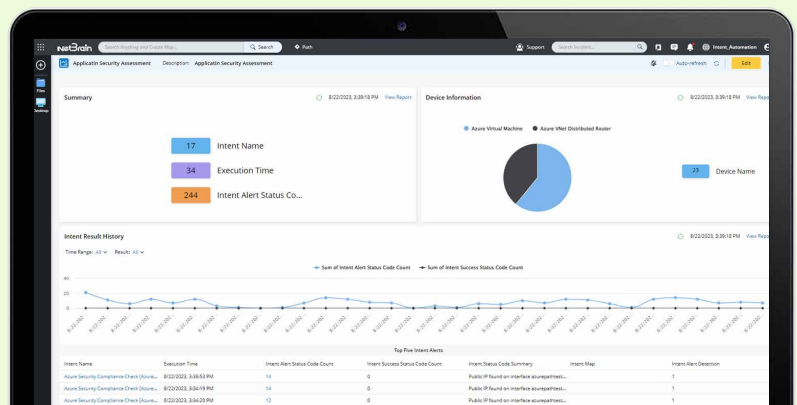 NetBrain
Search Anything and Create Map...
Search
Path
Support
Search Incident...
Intent_Automation
Applicatin Security Assessment
Description: Applicatin Security Assessment
Auto-refresh
Edit
Files
Desktop
Summary
8/22/2023, 3:39:18 PM View Report
17 Intent Name
34 Execution Time
244 Intent Alert Status Co...
Device Information
8/22/2023, 3:39:18 PM View Repo
Azure Virtual Machine Azure VNet Distributed Router
23 Device Name
Intent Result History
8/22/2023, 3:39:18 PM View Repo
Time Range: All Result: All
Sum of Intent Alert Status Code Count Sum of Intent Success Status Code Count
40
20
0
Top Five Intent Alerts
Intent Name Execution Time Intent Alert Status Code Count Intent Success Status Code Count Intent Status Code Summary Intent Map Intent Alert Detection
Azure Security Compliance Check [Azure... 8/22/2023, 3:36:53 PM 14 0 Public IP found on interface azurepathtest... 1
Azure Security Compliance Check [Azure... 8/22/2023, 3:34:19 PM 14 0 Public IP found on interface azurepathtest... 1
Azure Security Compliance Check [Azure... 8/22/2023, 3:34:20 PM 12 0 Public IP found on interface azurepathtest... 1